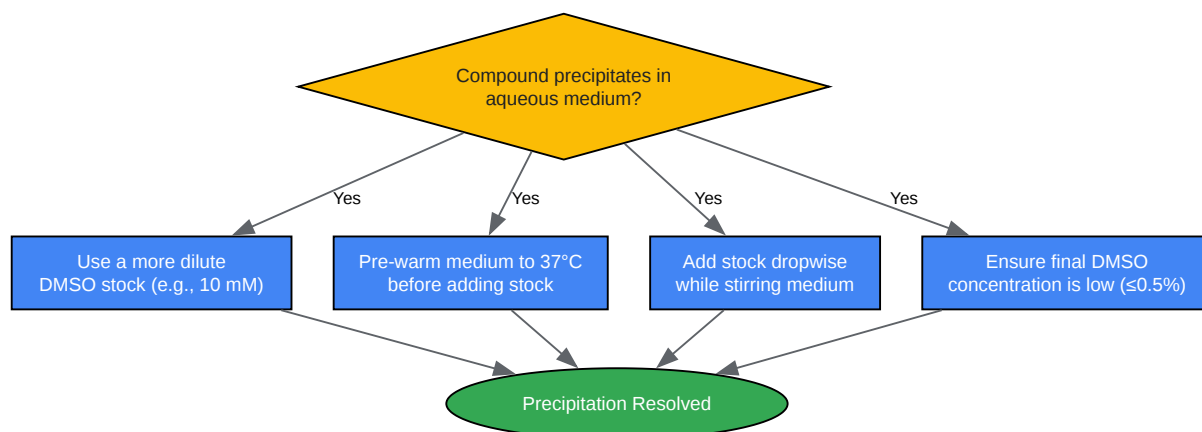 Compound precipitates in
aqueous medium?
Yes
Yes
Yes
Yes
Use a more dilute
DMSO stock (e.g., 10 mM)
Pre-warm medium to 37°C
before adding stock
Add stock dropwise
while stirring medium
Ensure final DMSO
concentration is low (≤0.5%)
Precipitation Resolved